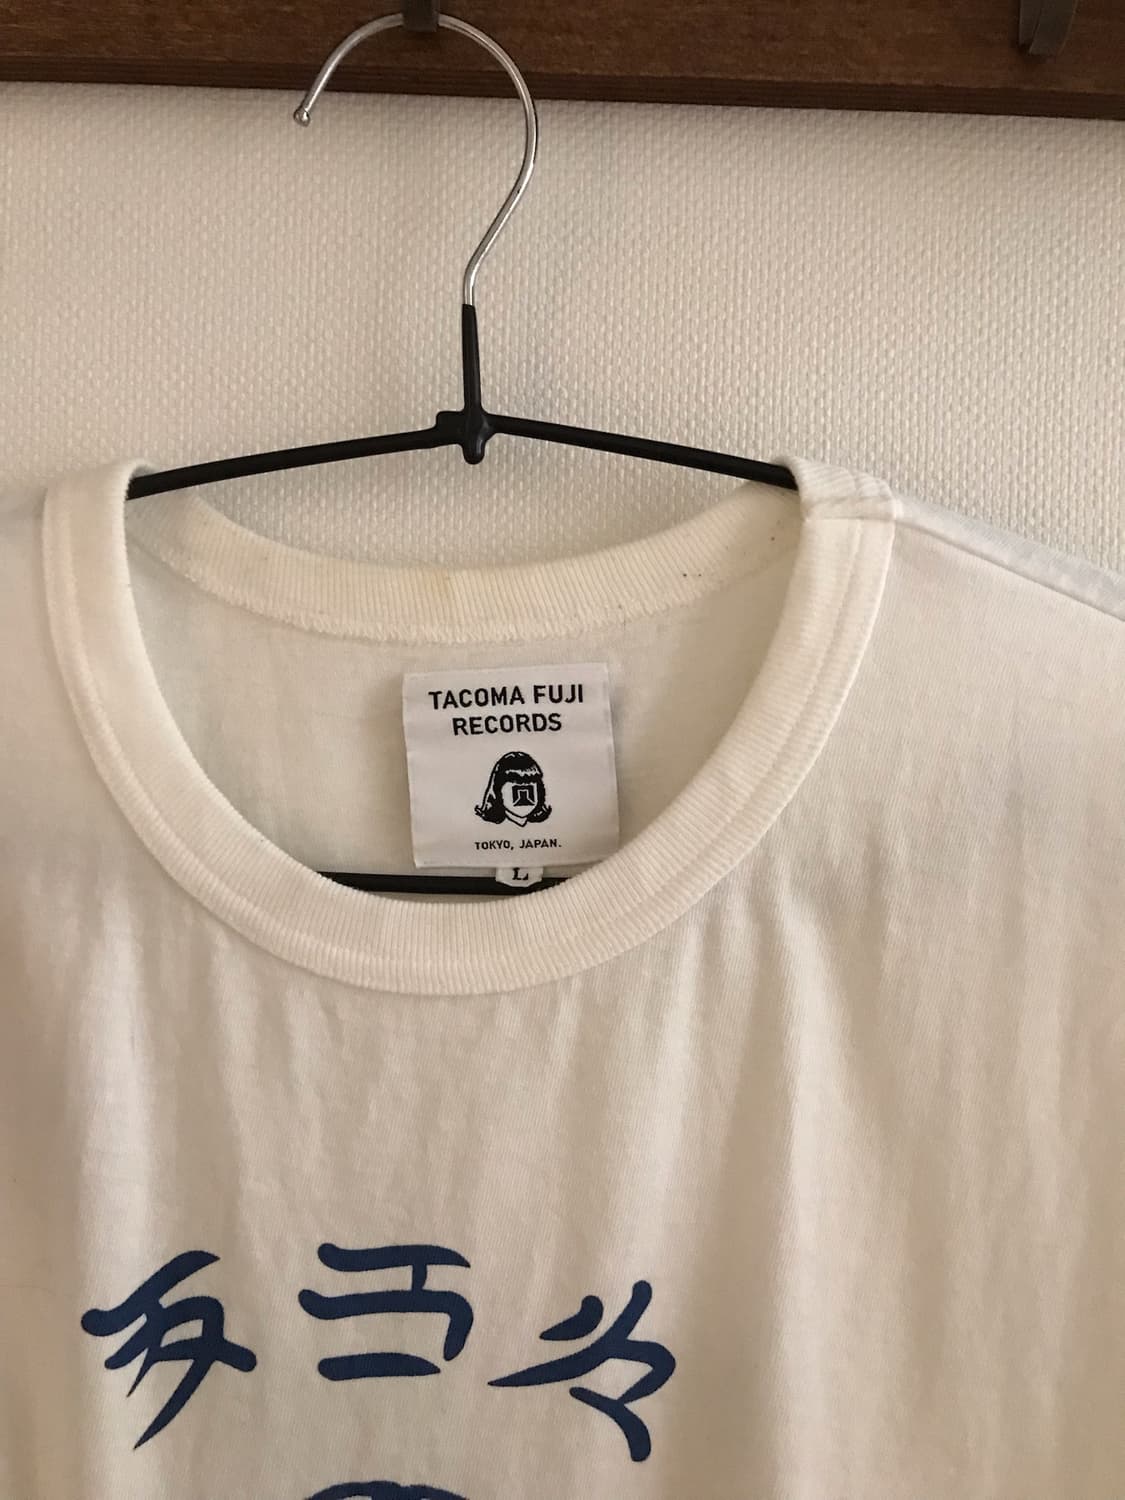 TACOMA FUJI
RECORDS
TOKYO, JAPAN.
L